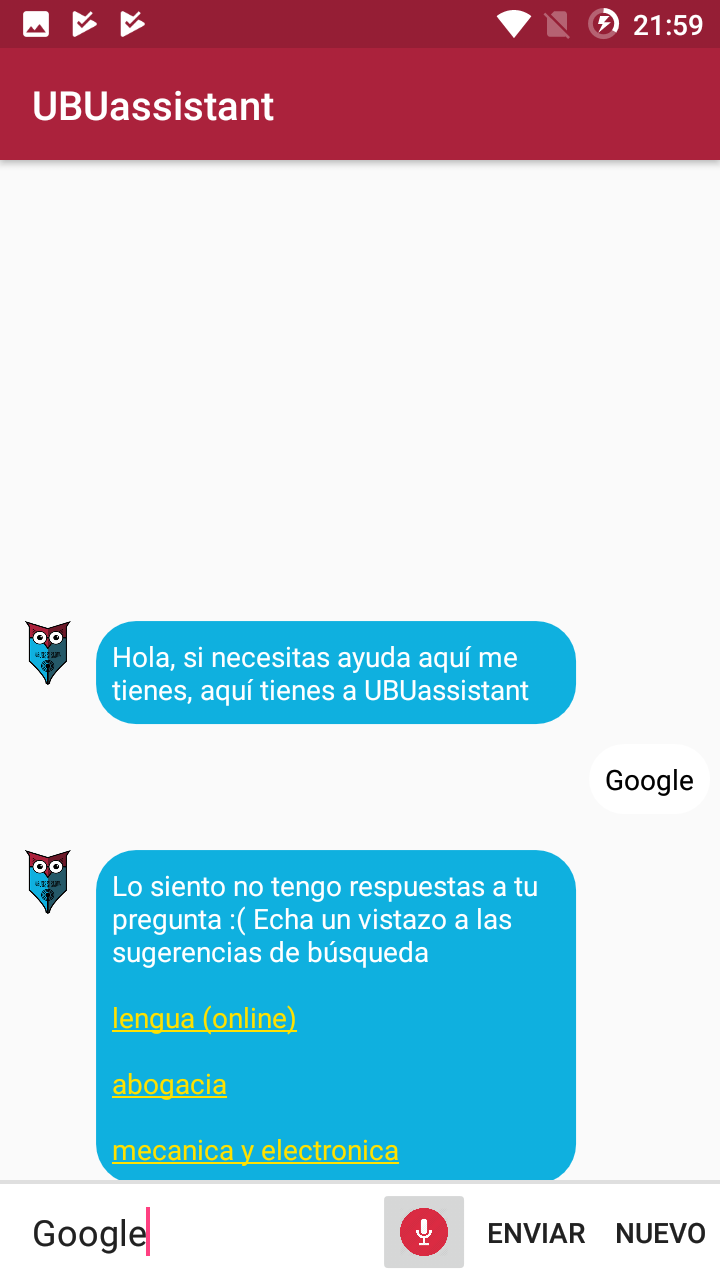 21:59
UBUassistant
Hola, si necesitas ayuda aquí me
tienes, aquí tienes a UBUassistant
Google
Lo siento no tengo respuestas a tu
pregunta :( Echa un vistazo a las
sugerencias de búsqueda
lengua (online)
abogacia
mecanica y electronica
Google
ENVIAR
NUEVO